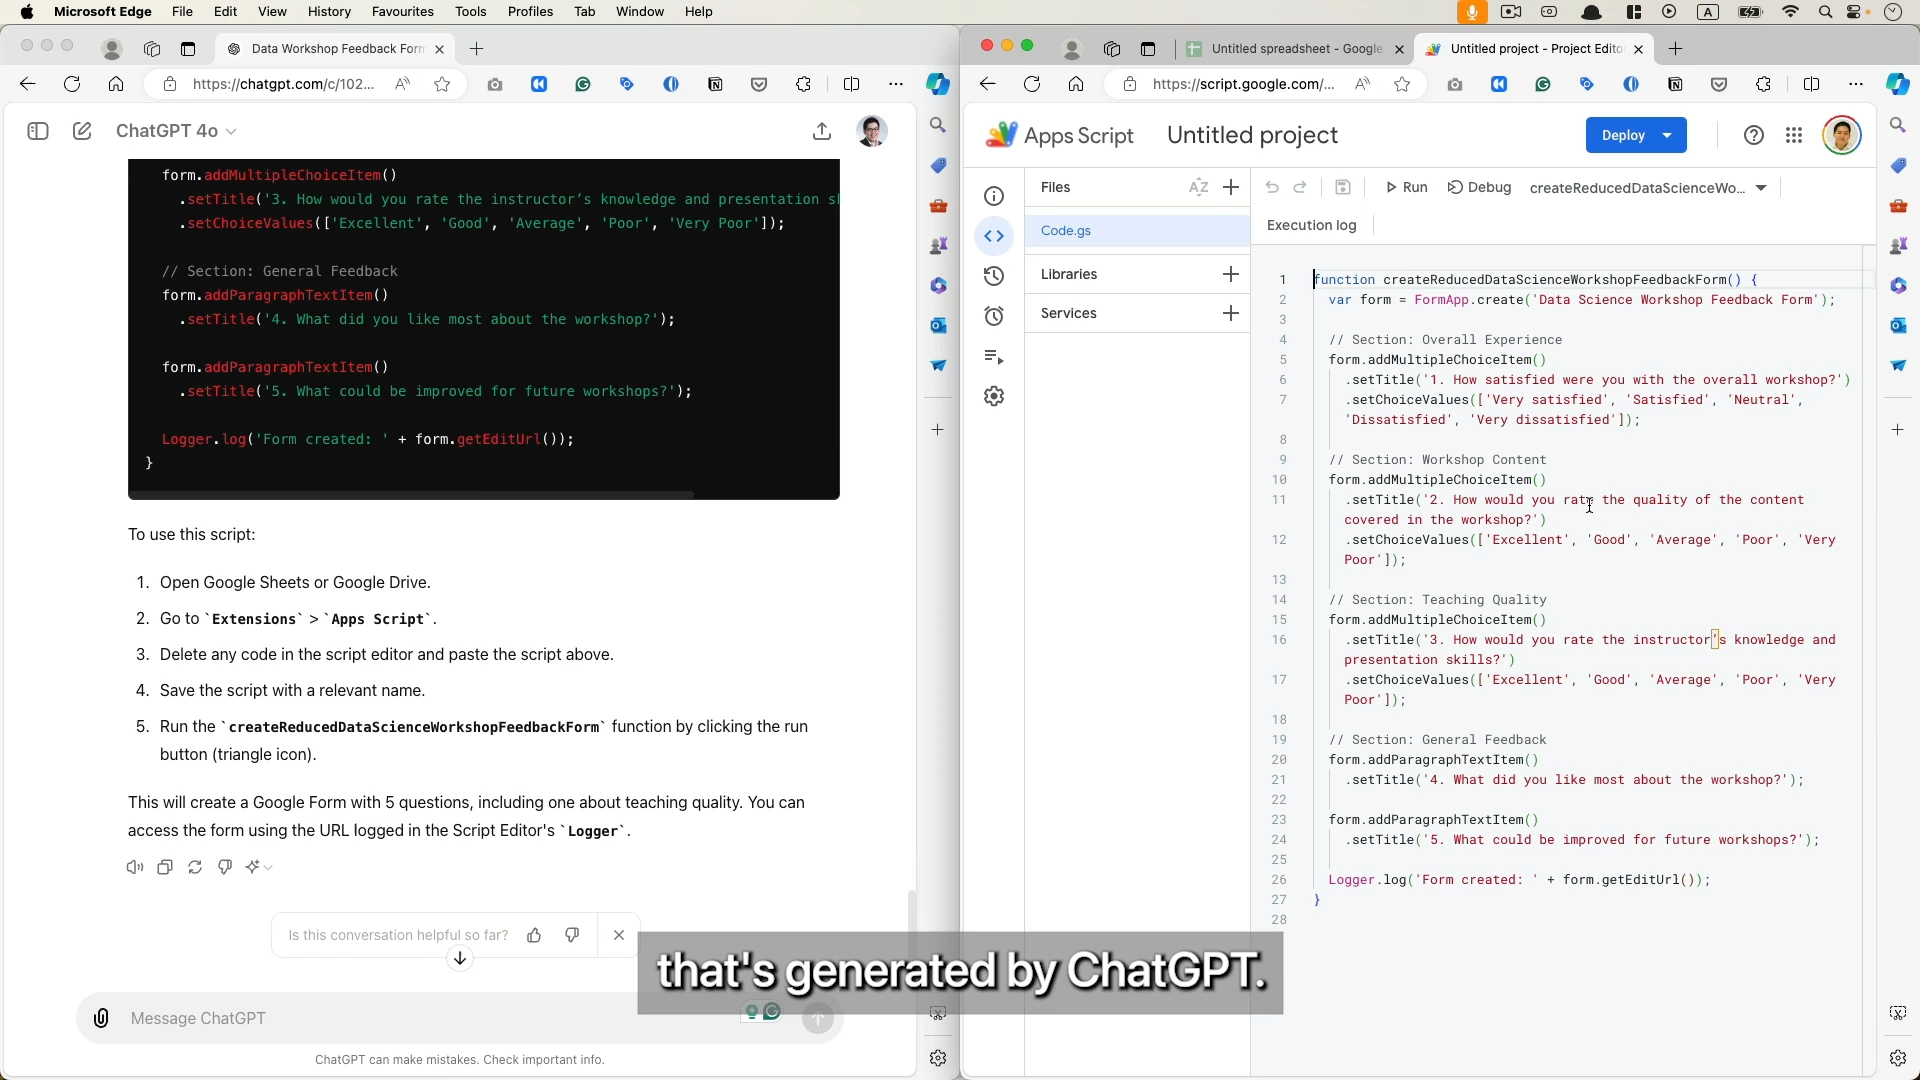 Microsoft Edge File Edit View History Favourites Tools Profiles Tab Window Help
Data Workshop Feedback Form
https://chatgpt.com/c/102...
ChatGPT 4o
form.addMultipleChoiceItem()
.setTitle('3. How would you rate the instructor’s knowledge and presentation s
.setChoiceValues(['Excellent', 'Good', 'Average', 'Poor', 'Very Poor']);
// Section: General Feedback
form.addParagraphTextItem()
.setTitle('4. What did you like most about the workshop?');
form.addParagraphTextItem()
.setTitle('5. What could be improved for future workshops?');
Logger.log('Form created: ' + form.getEditUrl());
}
To use this script:
1. Open Google Sheets or Google Drive.
2. Go to `Extensions` > `Apps Script`.
3. Delete any code in the script editor and paste the script above.
4. Save the script with a relevant name.
5. Run the `createReducedDataScienceWorkshopFeedbackForm` function by clicking the run
button (triangle icon).
This will create a Google Form with 5 questions, including one about teaching quality. You can
access the form using the URL logged in the Script Editor's `Logger`.
Is this conversation helpful so far?
Message ChatGPT
ChatGPT can make mistakes. Check important info.
Untitled spreadsheet - Google
Untitled project - Project Edito
https://script.google.com/...
Apps Script Untitled project
Deploy
Files
AZ
Run
Debug
createReducedDataScienceWo...
Code.gs
Execution log
Libraries
Services
1 function createReducedDataScienceWorkshopFeedbackForm() {
2 var form = FormApp.create('Data Science Workshop Feedback Form');
3
4 // Section: Overall Experience
5 form.addMultipleChoiceItem()
6 .setTitle('1. How satisfied were you with the overall workshop?')
7 .setChoiceValues(['Very satisfied', 'Satisfied', 'Neutral',
'Dissatisfied', 'Very dissatisfied']);
8
9 // Section: Workshop Content
10 form.addMultipleChoiceItem()
11 .setTitle('2. How would you rate the quality of the content
covered in the workshop?')
12 .setChoiceValues(['Excellent', 'Good', 'Average', 'Poor', 'Very
Poor']);
13
14 // Section: Teaching Quality
15 form.addMultipleChoiceItem()
16 .setTitle('3. How would you rate the instructor’s knowledge and
presentation skills?')
17 .setChoiceValues(['Excellent', 'Good', 'Average', 'Poor', 'Very
Poor']);
18
19 // Section: General Feedback
20 form.addParagraphTextItem()
21 .setTitle('4. What did you like most about the workshop?');
22
23 form.addParagraphTextItem()
24 .setTitle('5. What could be improved for future workshops?');
25
26 Logger.log('Form created: ' + form.getEditUrl());
27 }
28
that's generated by ChatGPT.